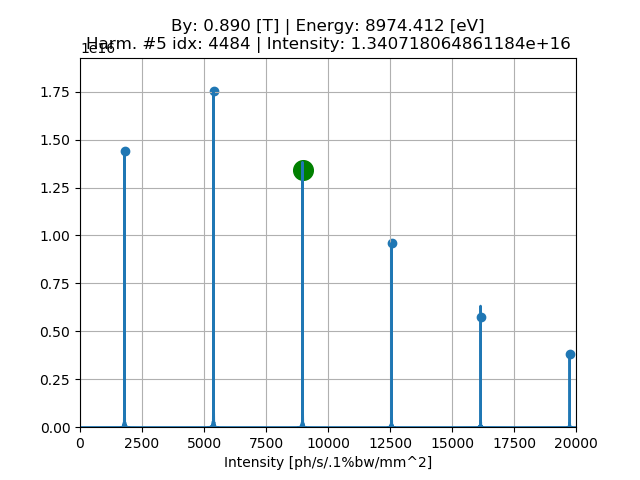 By: 0.890 [T] | Energy: 8974.412 [eV]
Harm. #5 idx: 4484 | Intensity: 1.340718064861184e+16
1e16
1.75
1.50
1.25
1.00
0.75
0.50
0.25
0.00
0 2500 5000 7500 10000 12500 15000 17500 20000
Intensity [ph/s/.1%bw/mm^2]